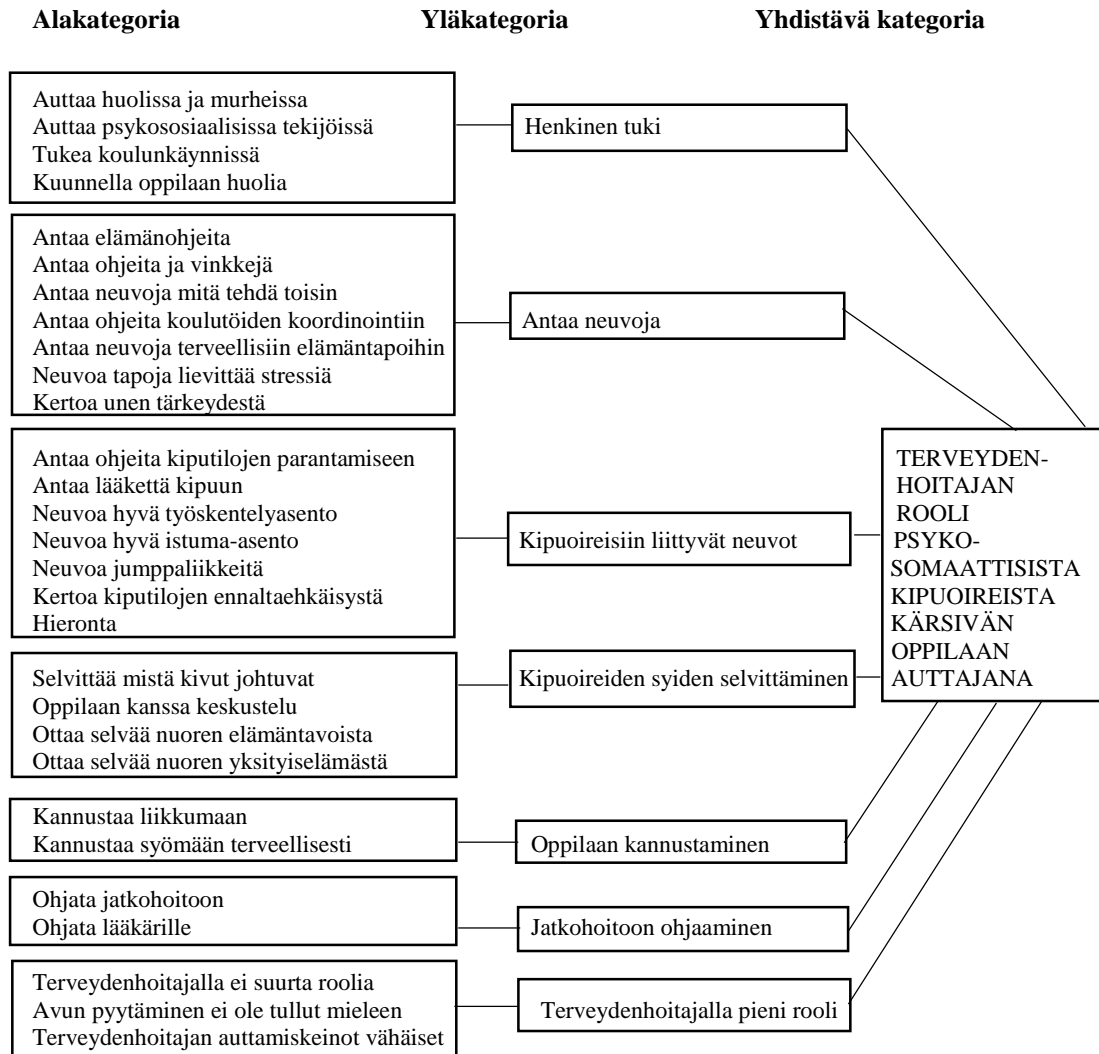 Alakategoria Yläkategoria Yhdistävä kategoria
Auttaa huolissa ja murheissa
Auttaa psykososiaalisissa tekijöissä
Tukea koulunkäynnissä
Kuunnella oppilaan huolia
Henkinen tuki
Antaa elämänohjeita
Antaa ohjeita ja vinkkejä
Antaa neuvoja mitä tehdä toisin
Antaa ohjeita koulutöiden koordinointiin
Antaa neuvoja terveellisiin elämäntapoihin
Neuvoa tapoja lievittää stressiä
Kertoa unen tärkeydestä
Antaa neuvoja
Antaa ohjeita kiputilojen parantamiseen
Antaa lääkettä kipuun
Neuvoa hyvä työskentelyasento
Neuvoa hyvä istuma-asento
Neuvoa jumppaliikkeitä
Kertoa kiputilojen ennaltaehkäisystä
Hieronta
Kipuoireisiin liittyvät neuvot
Selvittää mistä kivut johtuvat
Oppilaan kanssa keskustelu
Ottaa selvää nuoren elämäntavoista
Ottaa selvää nuoren yksityiselämästä
Kipuoireiden syiden selvittäminen
Kannustaa liikkumaan
Kannustaa syömään terveellisesti
Oppilaan kannustaminen
Ohjata jatkohoitoon
Ohjata lääkärille
Jatkohoitoon ohjaaminen
Terveydenhoitajalla ei suurta roolia
Avun pyytäminen ei ole tullut mieleen
Terveydenhoitajan auttamiskeinot vähäiset
Terveydenhoitajalla pieni rooli
TERVEYDEN-
HOITAJAN
ROOLI
PSYKO-
SOMAATTISISTA
KIPUOIREISTA
KÄRSIVÄN
OPPILAAN
AUTTAJANA